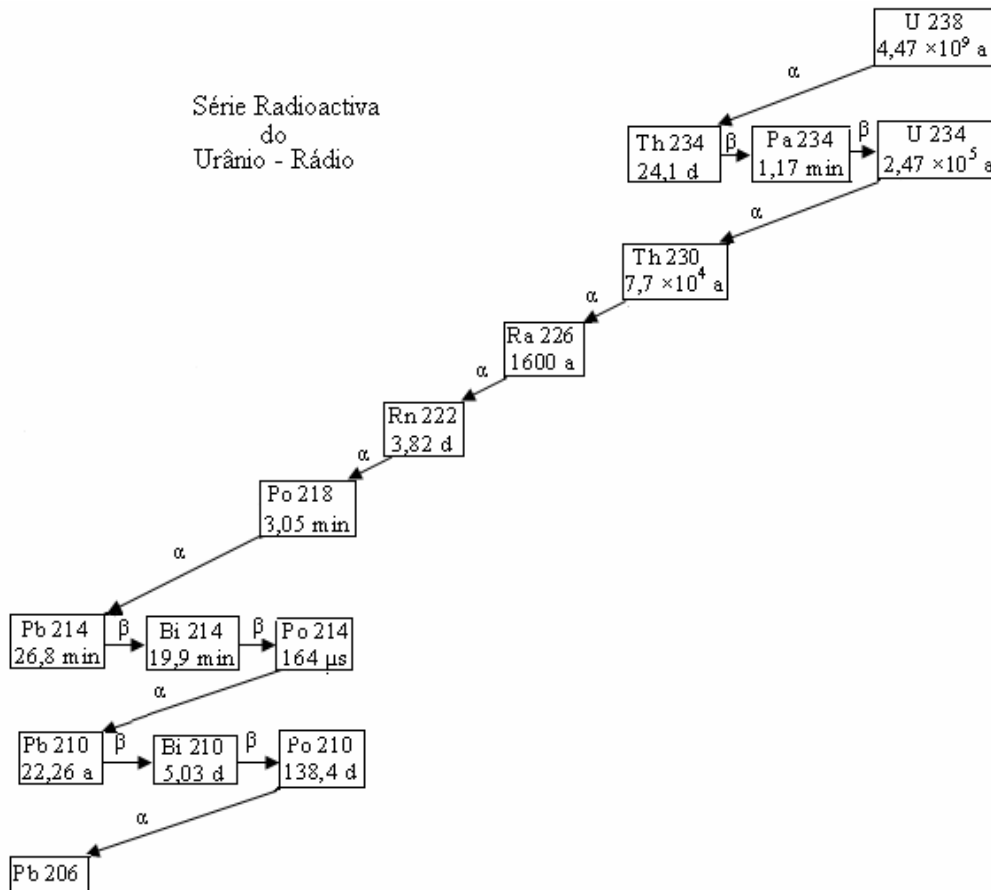 U 238
4,47 ×10⁹ a
α
Série Radioactiva
do
Urânio - Rádio
Th 234
24,1 d
β
Pa 234
1,17 min
β
U 234
2,47 ×10⁵ a
α
Th 230
7,7 ×10⁴ a
α
Ra 226
1600 a
α
Rn 222
3,82 d
α
Po 218
3,05 min
α
Pb 214
26,8 min
β
Bi 214
19,9 min
β
Po 214
164 µs
α
Pb 210
22,26 a
β
Bi 210
5,03 d
β
Po 210
138,4 d
α
Pb 206